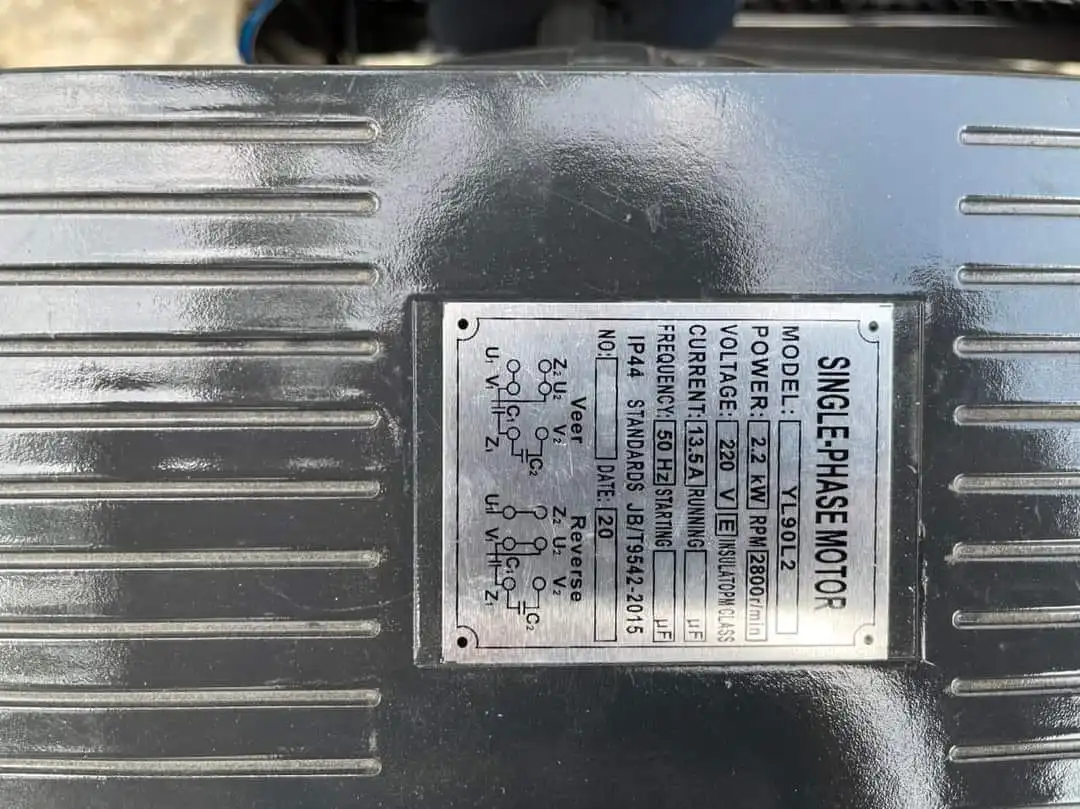 SINGLE-PHASE MOTOR
MODEL: YL90L2
POWER: 2.2 kW RPM 2800r/min
VOLTAGE: 220 V E INSULATOPM CLASS
CURRENT: 13.5A RUNNING μF
FREQUENCY: 50 Hz STARTING μF
IP44 STANDARDS JB/T9542-2015
NO: DATE: 20
Veer Reverse
Z2 U2 V2 Z2 U2 V2
C2 C2
C1 C1
U1 V1 Z1 U1 V1 Z1